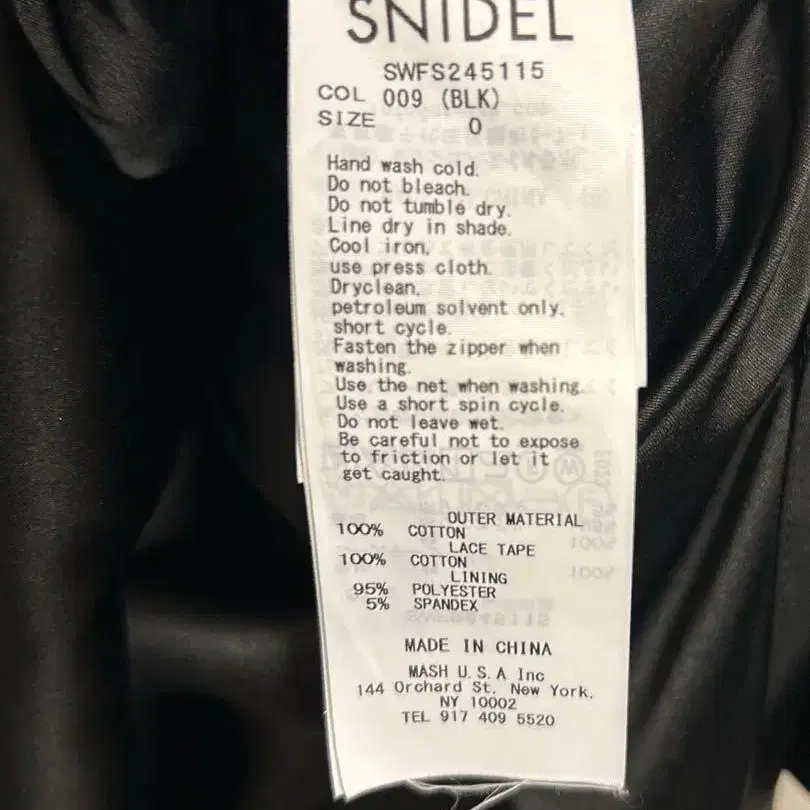 SNIDEL
SWFS245115
COL 009 (BLK)
SIZE 0
Hand wash cold.
Do not bleach.
Do not tumble dry.
Line dry in shade.
Cool iron.
use press cloth.
Dryclean.
petroleum solvent only.
short cycle.
Fasten the zipper when
washing.
Use the net when washing.
Use a short spin cycle.
Do not leave wet.
Be careful not to expose
to friction or let it
get caught.
OUTER MATERIAL
100% COTTON
LACE TAPE
100% COTTON
LINING
95% POLYESTER
5% SPANDEX
MADE IN CHINA
MASH U.S.A Inc
144 Orchard St. New York,
NY 10002
TEL 917 409 5520